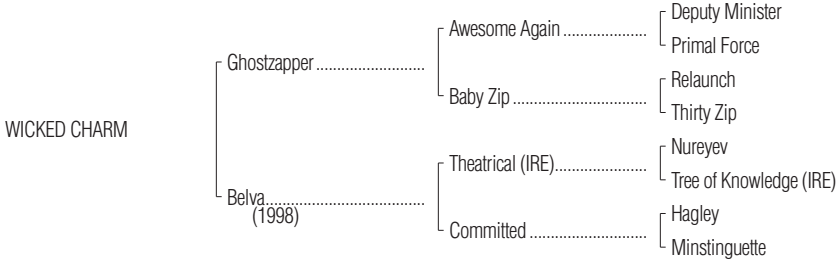 Deputy Minister
Awesome Again ....................
Primal Force
Ghostzapper ..........................
Relaunch
Baby Zip ................................
Thirty Zip
WICKED CHARM
Nureyev
Theatrical (IRE)......................
Tree of Knowledge (IRE)
Belva......................................
(1998)
Hagley
Committed ............................
Minstinguette